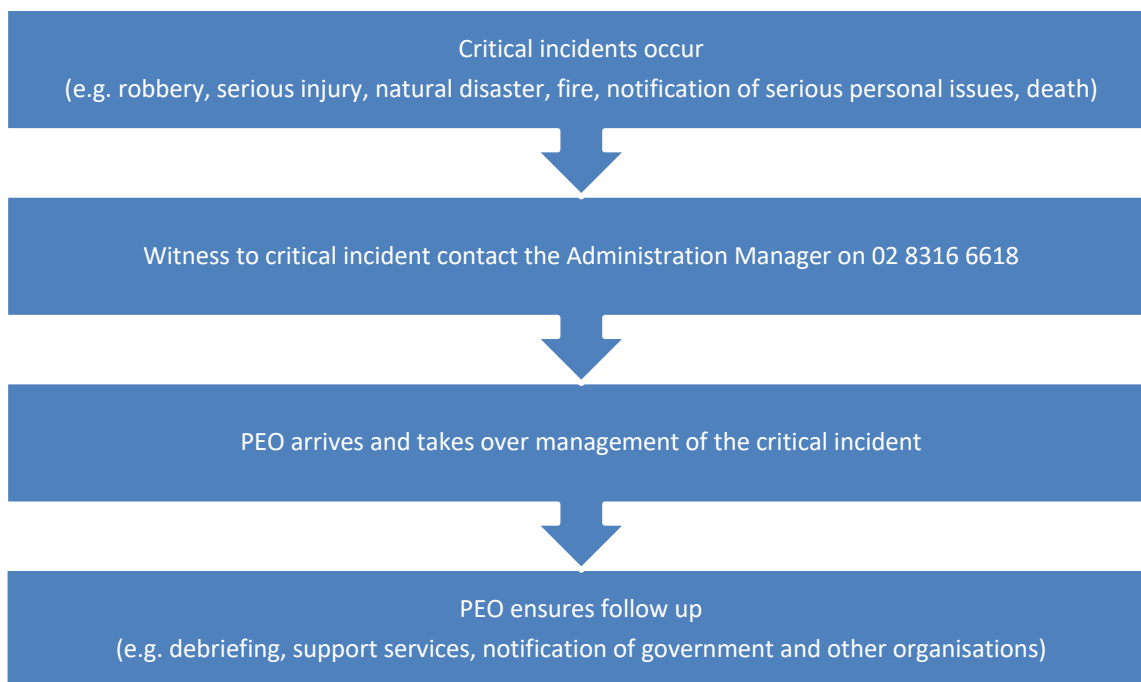 Critical incidents occur
(e.g. robbery, serious injury, natural disaster, fire, notification of serious personal issues, death)
Witness to critical incident contact the Administration Manager on 02 8316 6618
PEO arrives and takes over management of the critical incident
PEO ensures follow up
(e.g. debriefing, support services, notification of government and other organisations)